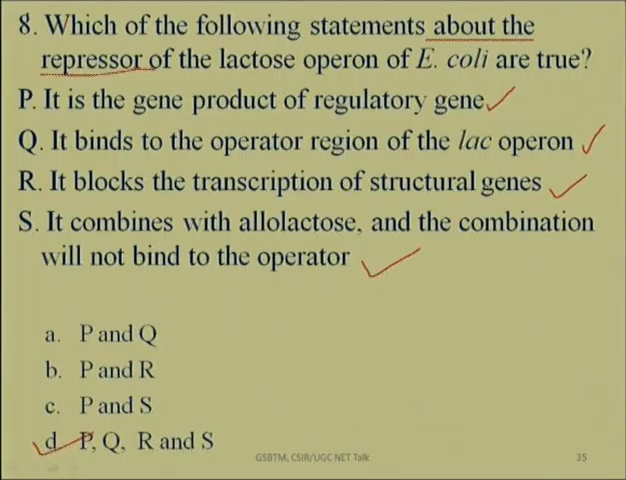 8. Which of the following statements about the
repressor of the lactose operon of E. coli are true?
P. It is the gene product of regulatory gene
Q. It binds to the operator region of the lac operon
R. It blocks the transcription of structural genes
S. It combines with allolactose, and the combination
will not bind to the operator
a. P and Q
b. P and R
c. P and S
d P, Q, R and S
GSBTM, CSIR/UGC NET Talk
35